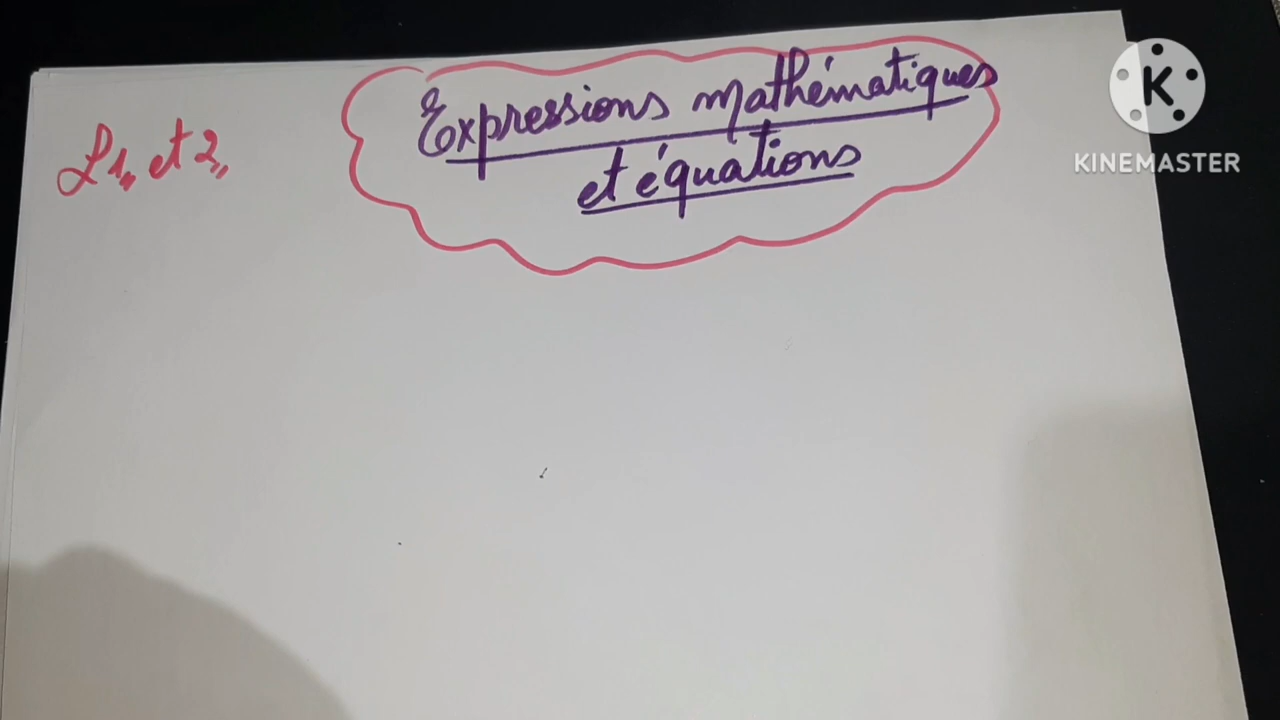 Expressions mathématiques
et équations
L1 et 2
K
KINEMASTER